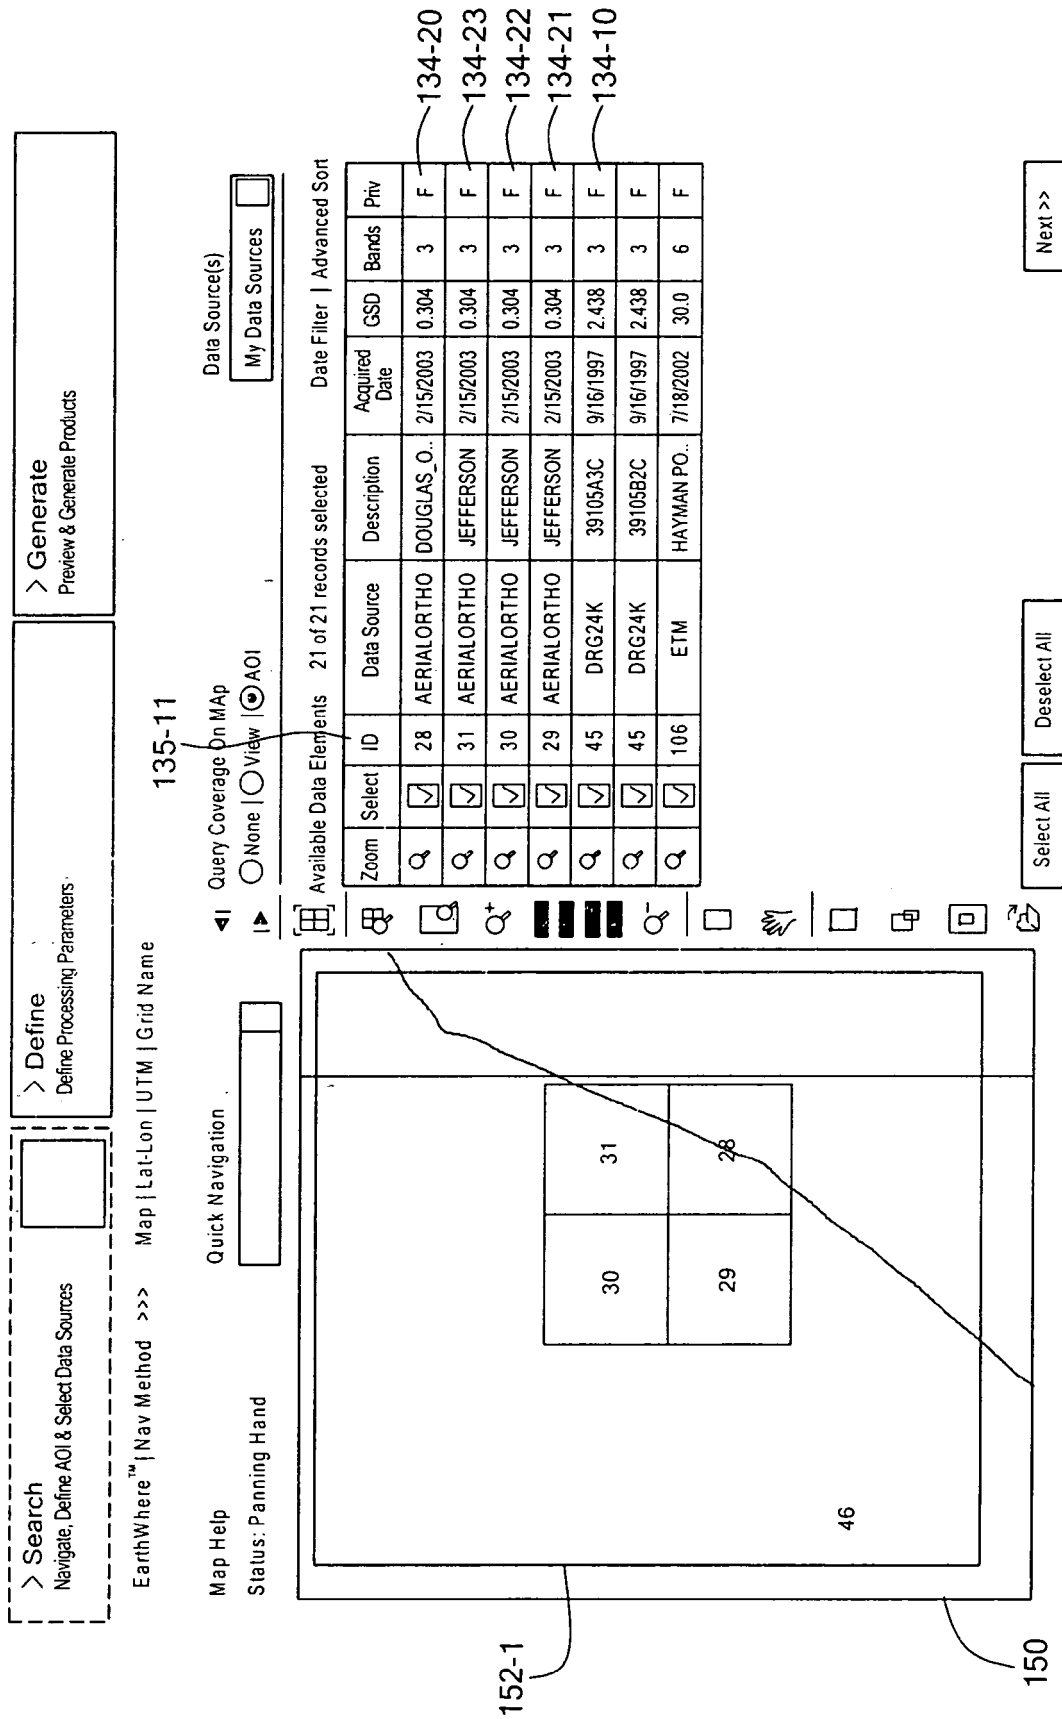 > Search
Navigate, Define AOI & Select Data Sources
> Define
Define Processing Parameters
> Generate
Preview & Generate Products
EarthWhere™ | Nav Method >>> Map | Lat-Lon | UTM | Grid Name
135-11
Map Help
Quick Navigation
Status: Panning Hand
Query Coverage On MAp
None | View | AOI
Data Source(s)
My Data Sources
Available Data Elements 21 of 21 records selected Date Filter | Advanced Sort
Zoom Select ID Data Source Description Acquired Date GSD Bands Priv
28 AERIALORTHO DOUGLAS_O.. 2/15/2003 0.304 3 F
31 AERIALORTHO JEFFERSON 2/15/2003 0.304 3 F
30 AERIALORTHO JEFFERSON 2/15/2003 0.304 3 F
29 AERIALORTHO JEFFERSON 2/15/2003 0.304 3 F
45 DRG24K 39105A3C 9/16/1997 2.438 3 F
45 DRG24K 39105B2C 9/16/1997 2.438 3 F
106 ETM HAYMAN PO.. 7/18/2002 30.0 6 F
134-20
134-23
134-22
134-21
134-10
30
31
29
28
46
152-1
150
Select All
Deselect All
Next >>